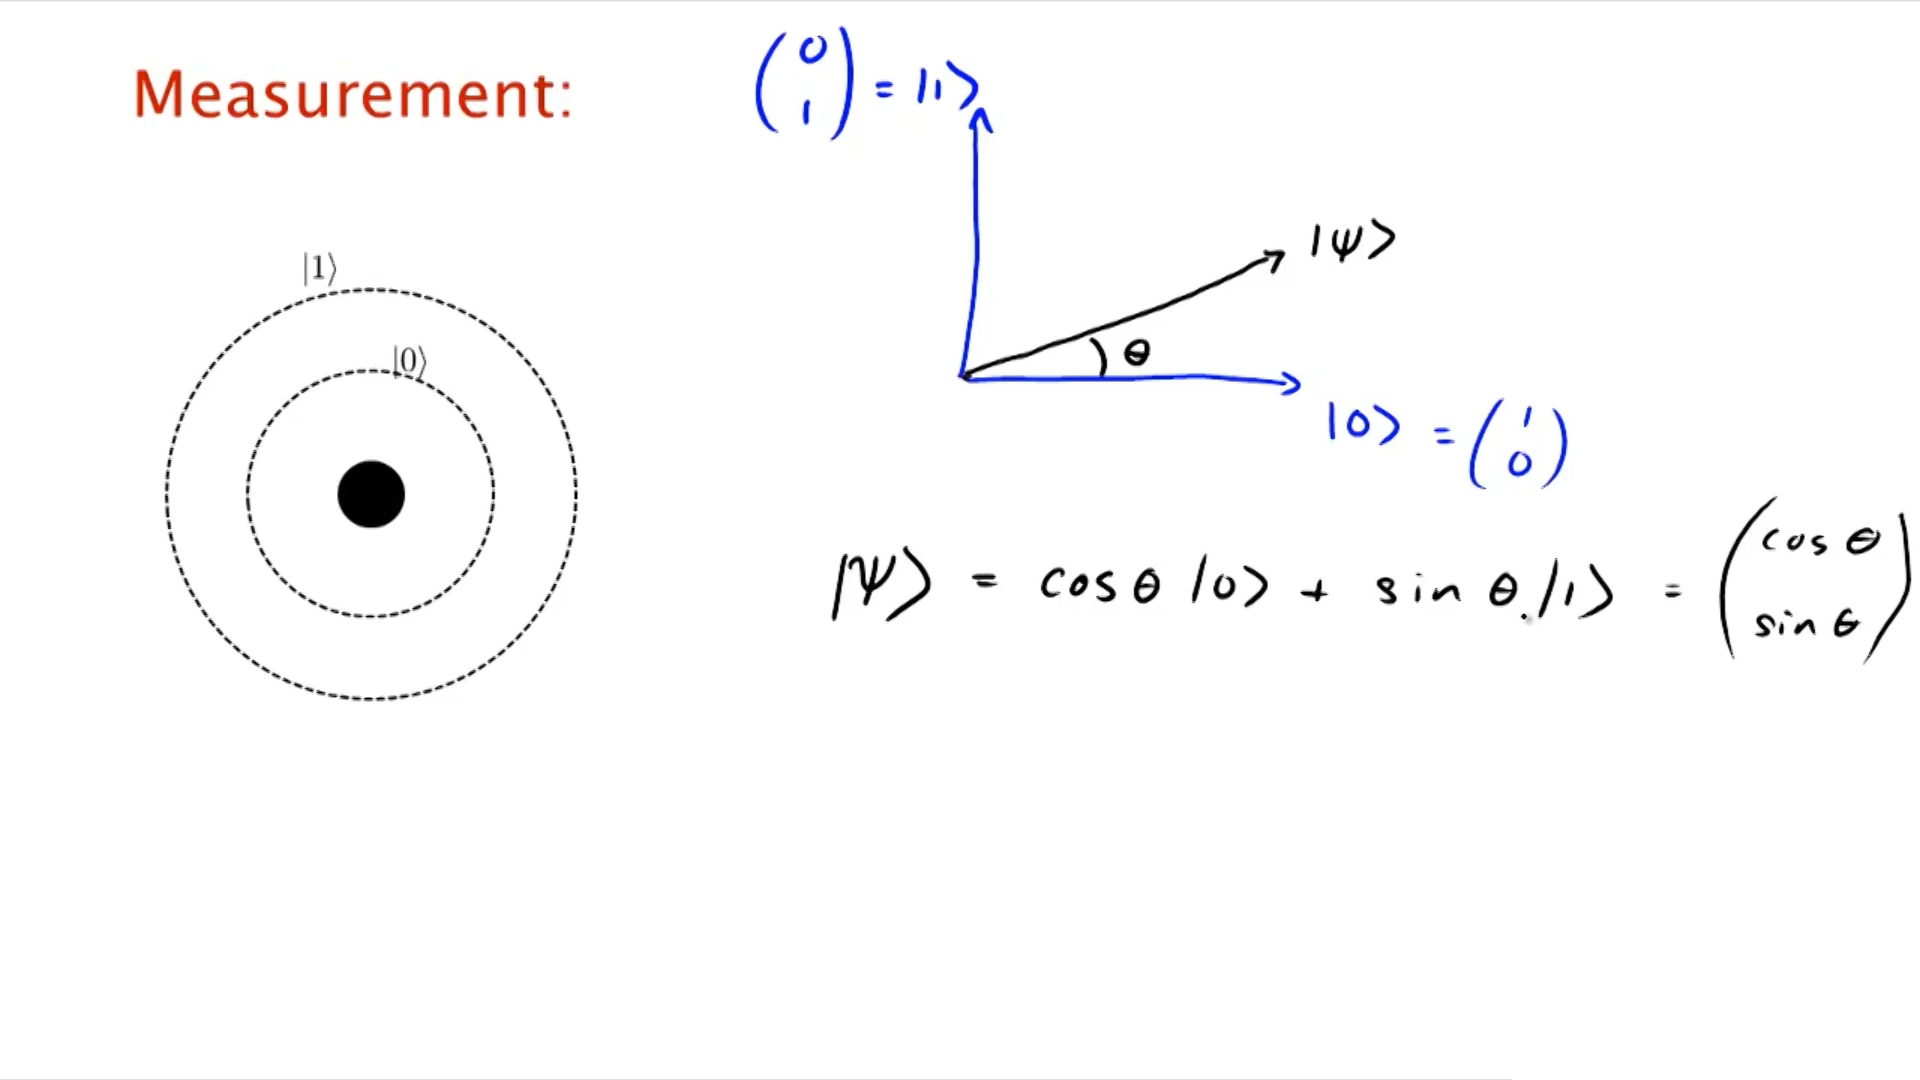 Measurement:
(0 1) = |1⟩
|1⟩
|0⟩
|ψ⟩
θ
|0⟩ = (1 0)
|ψ⟩ = cos θ |0⟩ + sin θ |1⟩ = (cos θ sin θ)